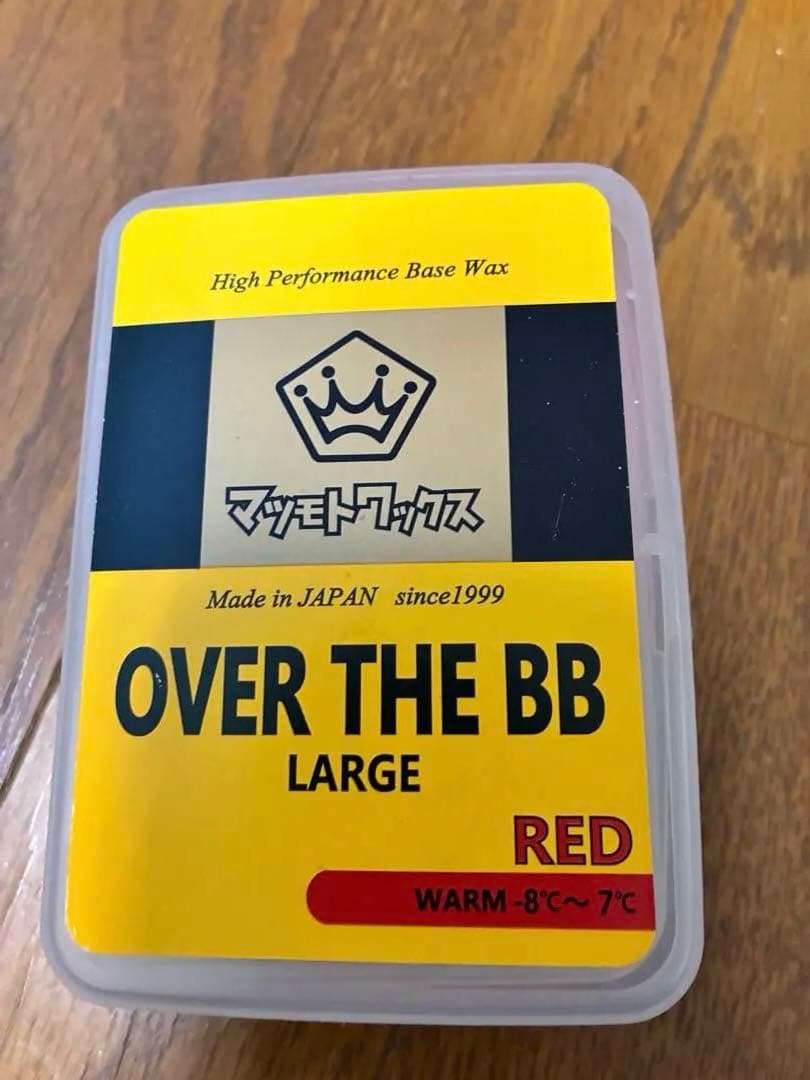 High Performance Base Wax
マツモトワックス
Made in JAPAN since1999
OVER THE BB
LARGE
RED
WARM -8℃～ 7℃